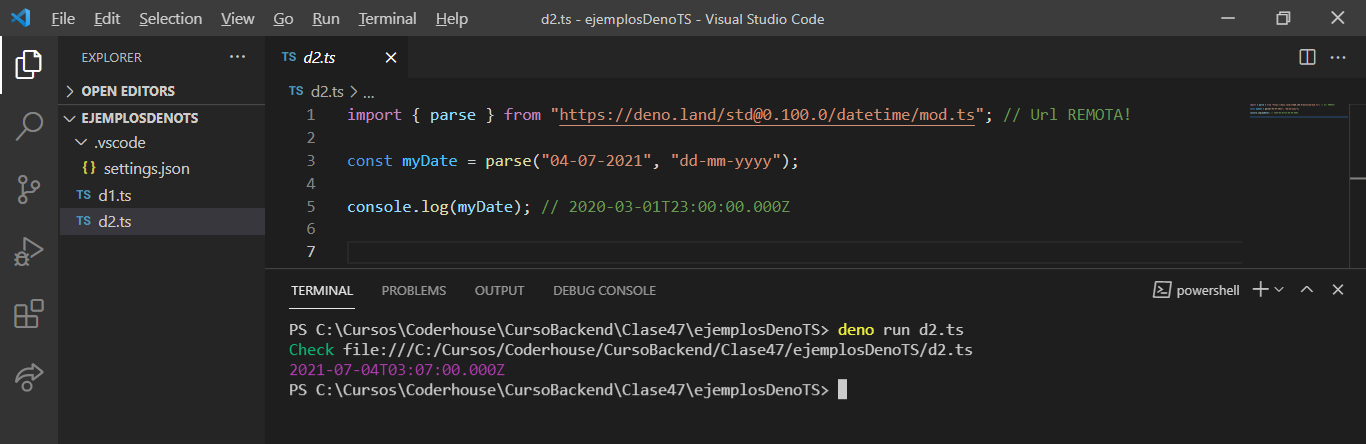 File Edit Selection View Go Run Terminal Help d2.ts - ejemplosDenoTS - Visual Studio Code
EXPLORER
OPEN EDITORS
EJEMPLOSDENOTS
.vscode
{} settings.json
TS d1.ts
TS d2.ts
TS d2.ts
TS d2.ts > ...
1 import { parse } from "https://deno.land/std@0.100.0/datetime/mod.ts"; // Url REMOTA!
2
3 const myDate = parse("04-07-2021", "dd-mm-yyyy");
4
5 console.log(myDate); // 2020-03-01T23:00:00.000Z
6
7
TERMINAL PROBLEMS OUTPUT DEBUG CONSOLE powershell
PS C:\Cursos\Coderhouse\CursoBackend\Clase47\ejemplosDenoTS> deno run d2.ts
Check file:///C:/Cursos/Coderhouse/CursoBackend/Clase47/ejemplosDenoTS/d2.ts
2021-07-04T03:07:00.000Z
PS C:\Cursos\Coderhouse\CursoBackend\Clase47\ejemplosDenoTS>